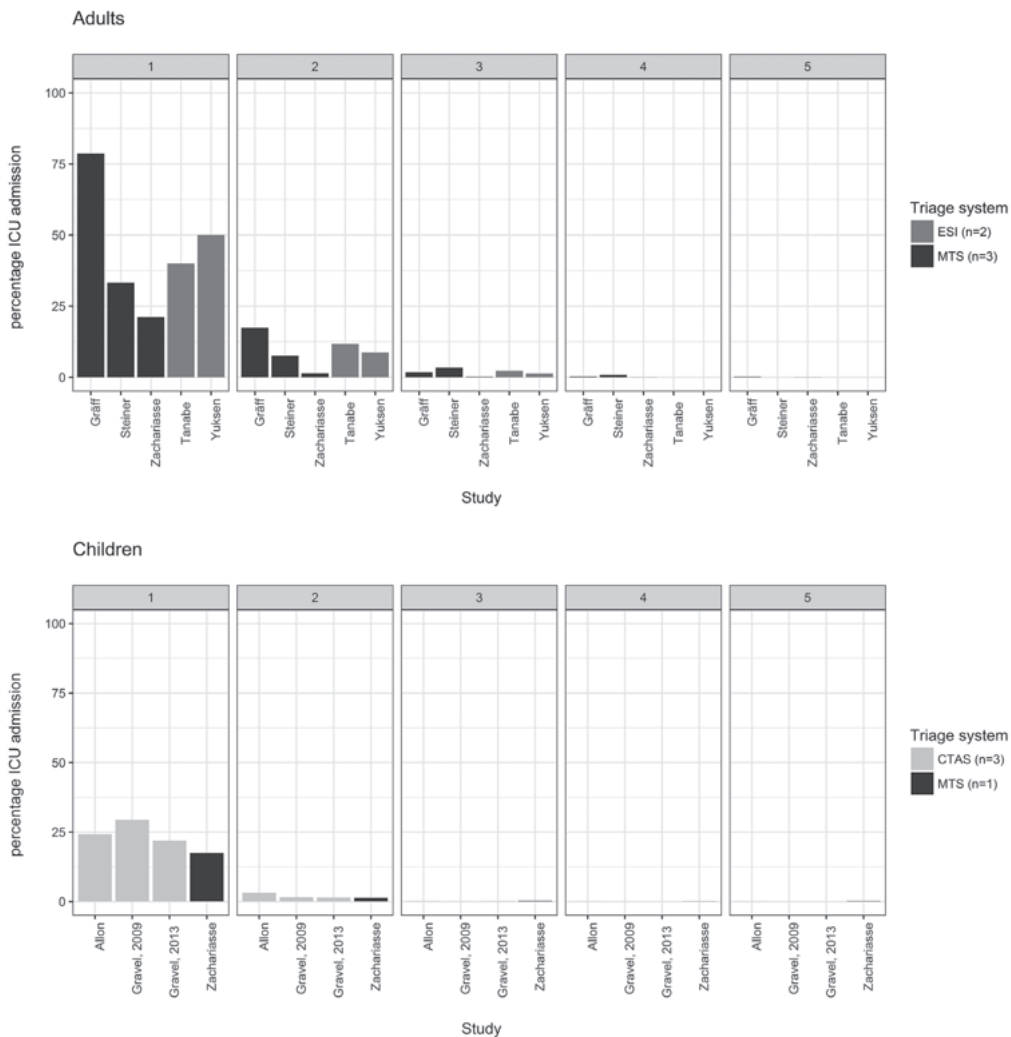 Adults
1 2 3 4 5
percentage ICU admission
100
75
50
25
0
Gräff Steiner Zachariasse Tanabe Yuksen
Gräff Steiner Zachariasse Tanabe Yuksen
Gräff Steiner Zachariasse Tanabe Yuksen
Gräff Steiner Zachariasse Tanabe Yuksen
Gräff Steiner Zachariasse Tanabe Yuksen
Study
Triage system
ESI (n=2)
MTS (n=3)
Children
1 2 3 4 5
percentage ICU admission
100
75
50
25
0
Allon Gravel, 2009 Gravel, 2013 Zachariasse
Allon Gravel, 2009 Gravel, 2013 Zachariasse
Allon Gravel, 2009 Gravel, 2013 Zachariasse
Allon Gravel, 2009 Gravel, 2013 Zachariasse
Allon Gravel, 2009 Gravel, 2013 Zachariasse
Study
Triage system
CTAS (n=3)
MTS (n=1)